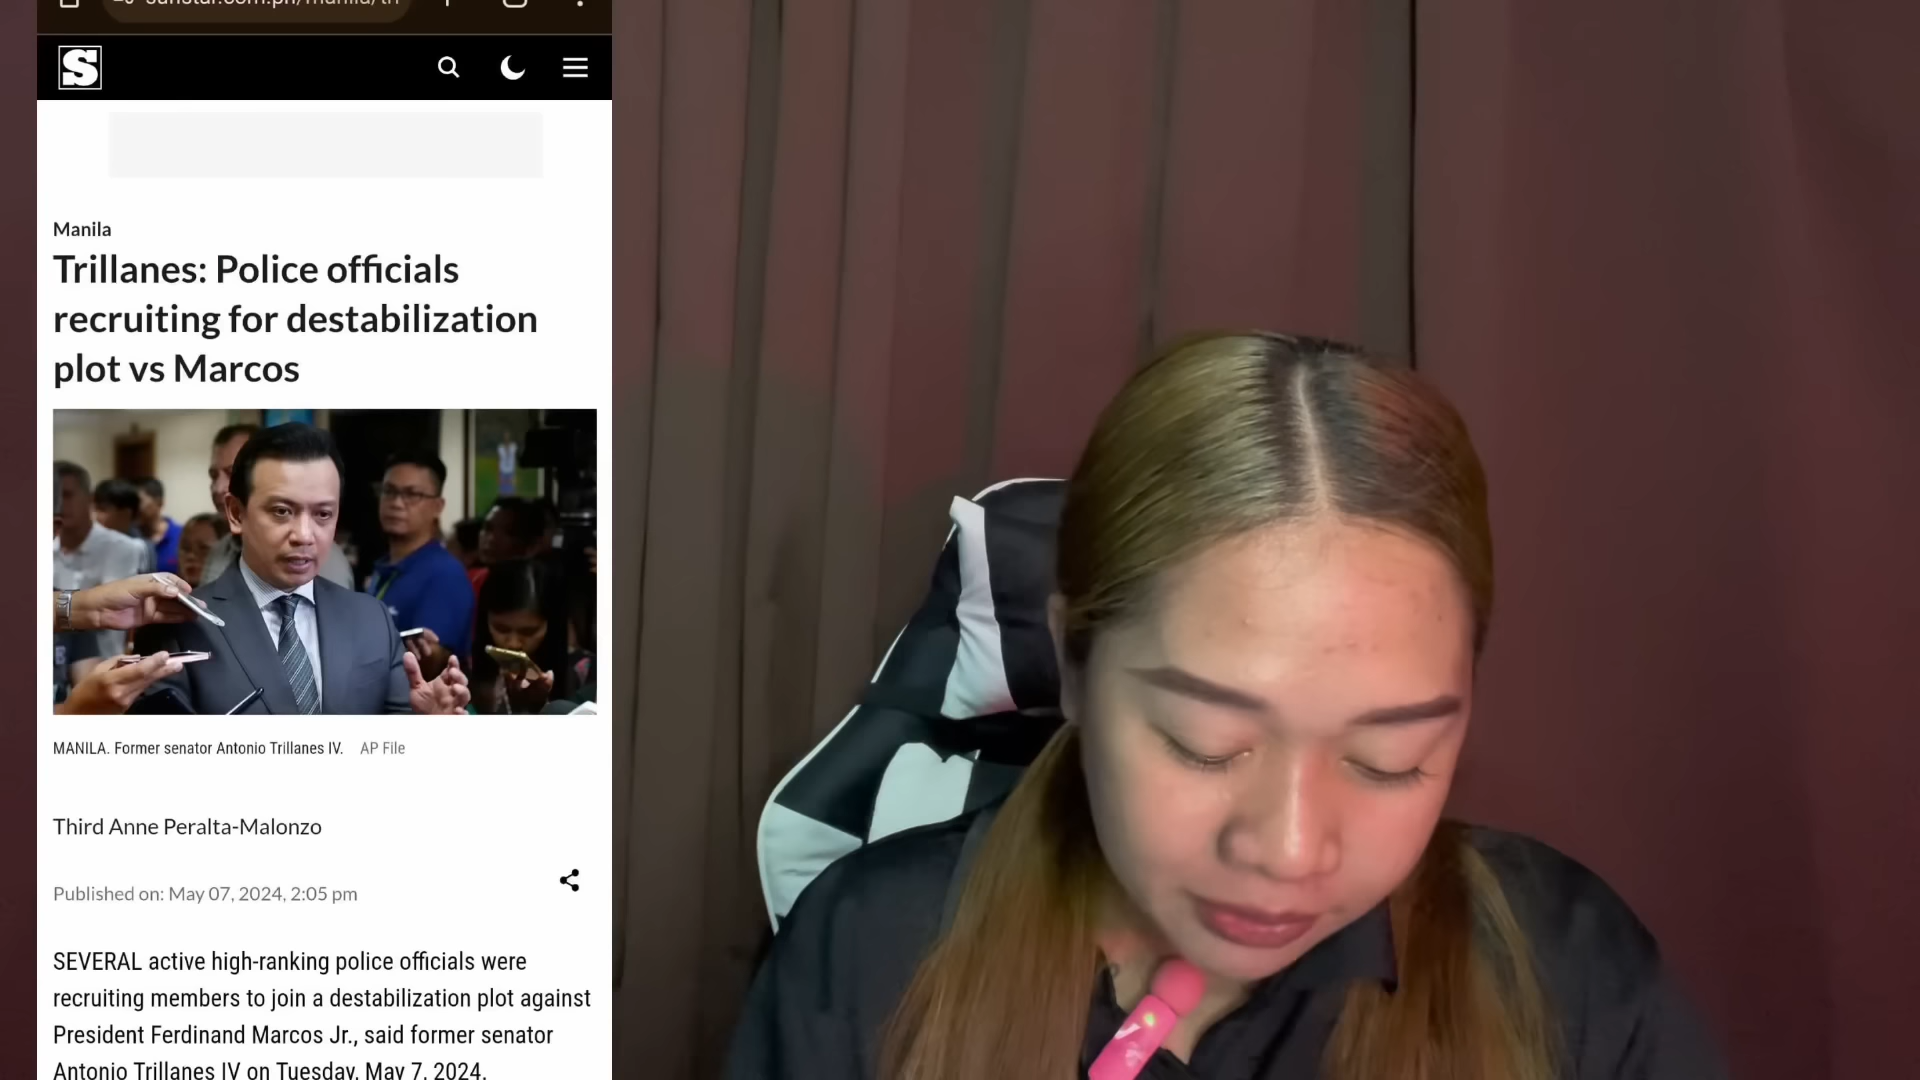 S
Manila
Trillanes: Police officials
recruiting for destabilization
plot vs Marcos
MANILA. Former senator Antonio Trillanes IV. AP File
Third Anne Peralta-Malonzo
Published on: May 07, 2024, 2:05 pm
SEVERAL active high-ranking police officials were
recruiting members to join a destabilization plot against
President Ferdinand Marcos Jr., said former senator
Antonio Trillanes IV on Tuesday, May 7, 2024.